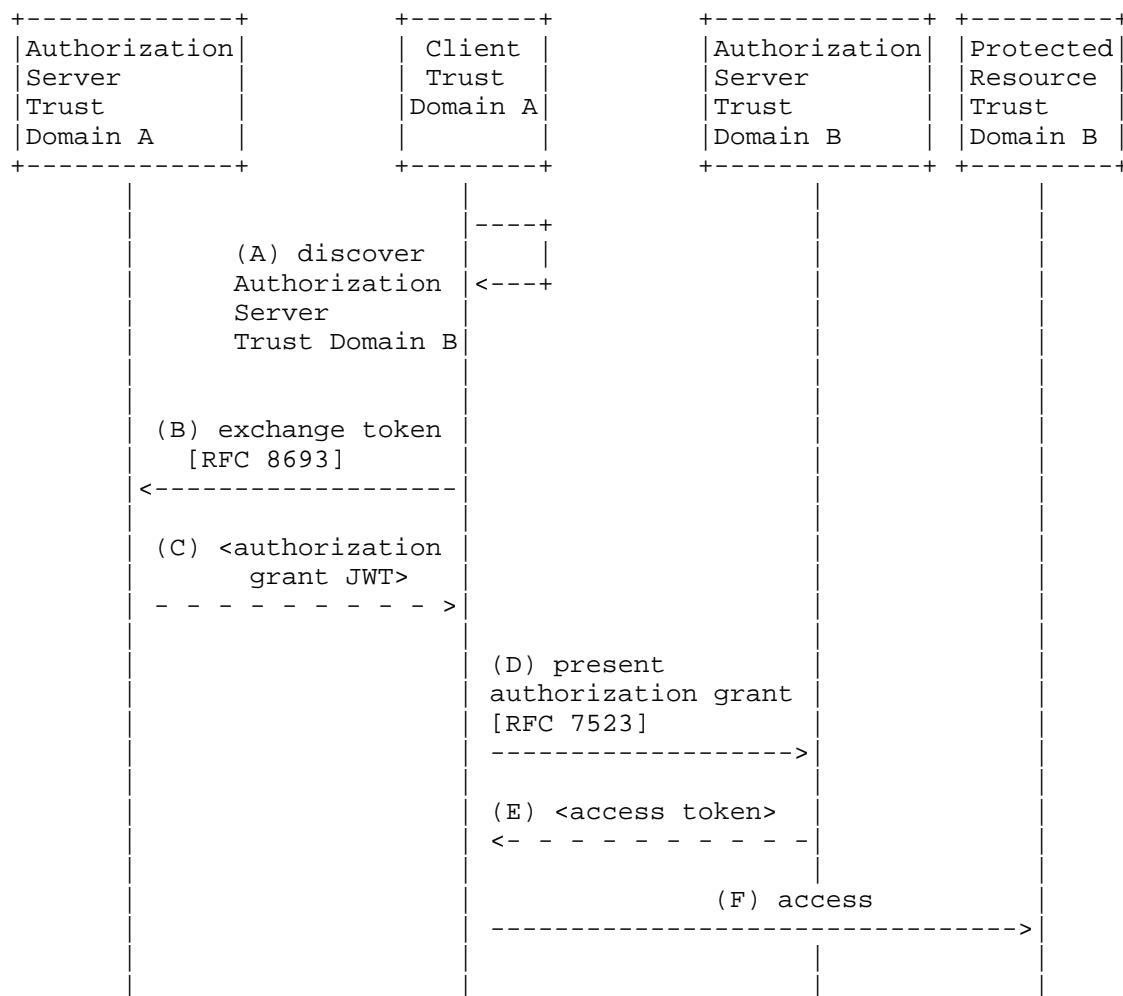 Authorization Client Authorization Protected
Server Trust Server Resource
Trust Domain A Trust Trust
Domain A Domain B Domain B
(A) discover
Authorization
Server
Trust Domain B
(B) exchange token
[RFC 8693]
(C) <authorization
grant JWT>
(D) present
authorization grant
[RFC 7523]
(E) <access token>
(F) access